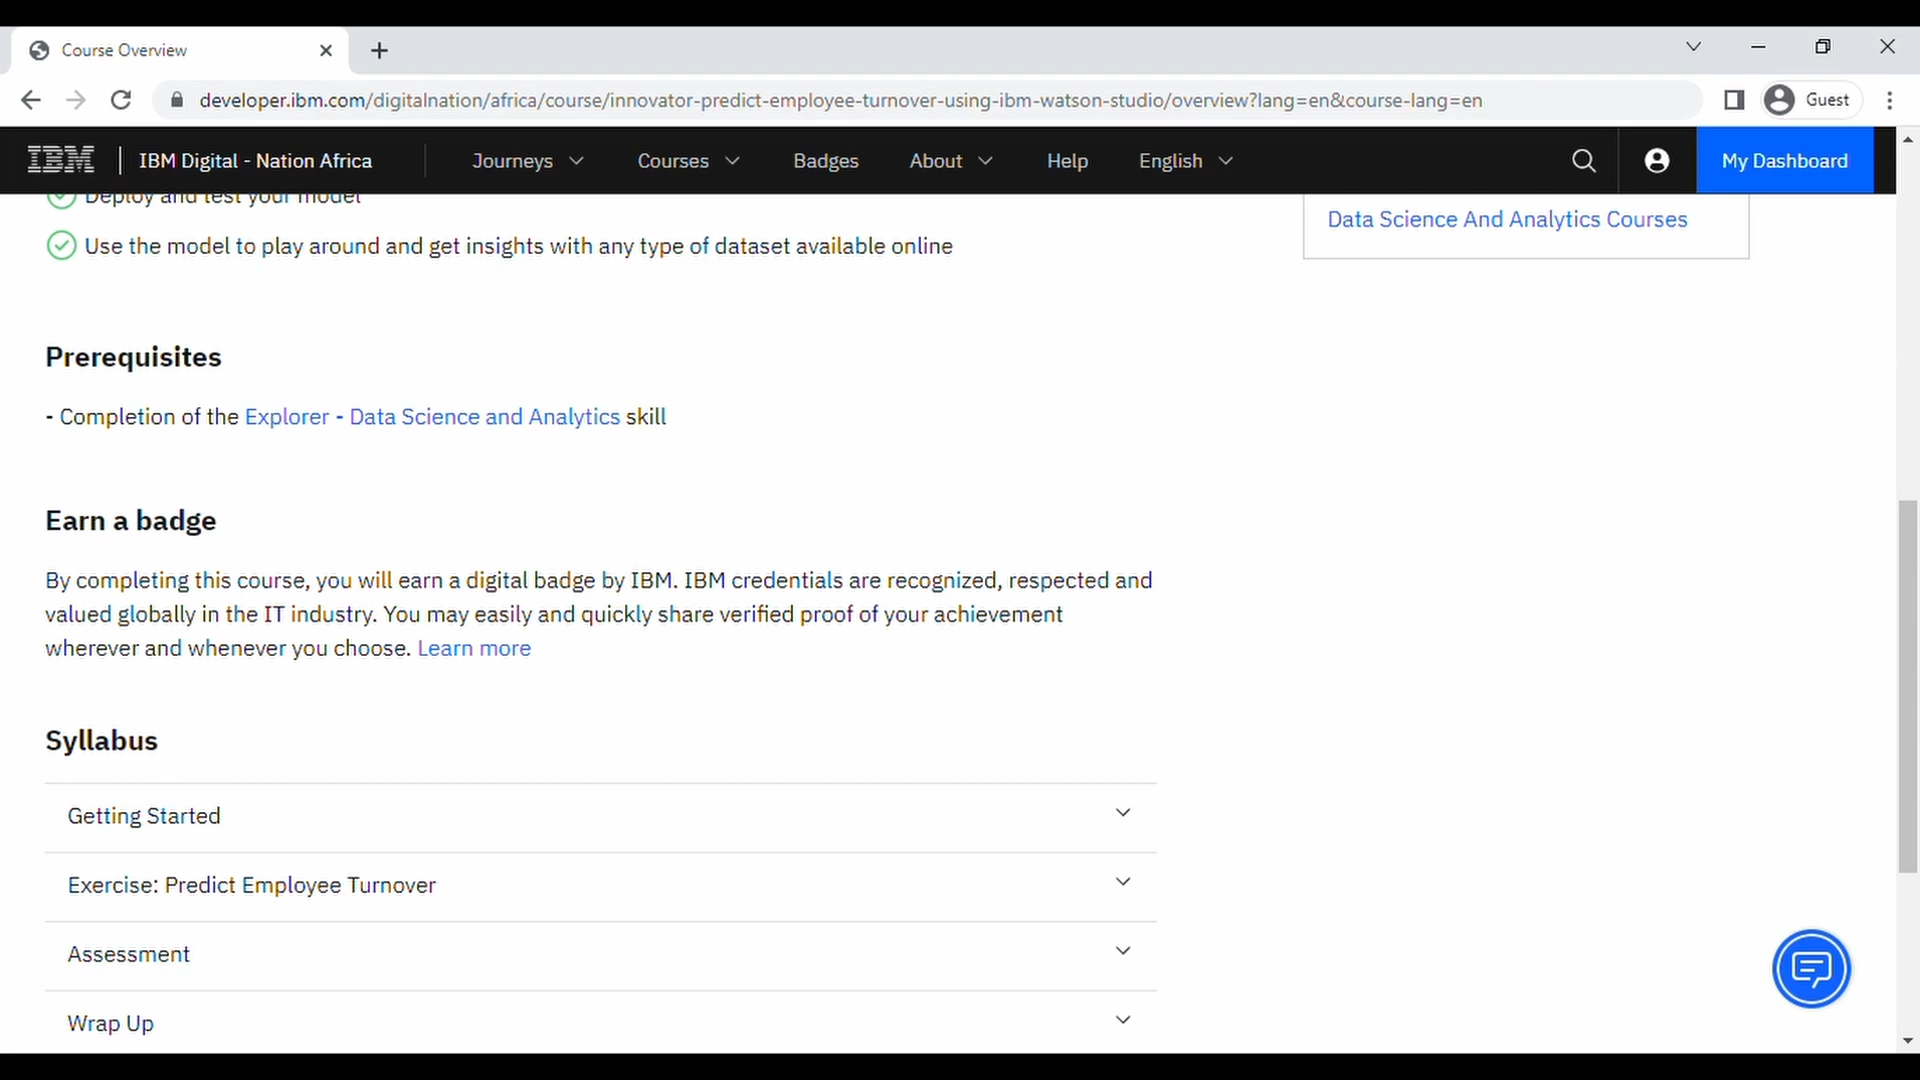 Course Overview
developer.ibm.com/digitalnation/africa/course/innovator-predict-employee-turnover-using-ibm-watson-studio/overview?lang=en&course-lang=en
Guest
IBM
IBM Digital - Nation Africa
Journeys
Courses
Badges
About
Help
English
My Dashboard
Deploy and test your model
Use the model to play around and get insights with any type of dataset available online
Data Science And Analytics Courses
Prerequisites
- Completion of the Explorer - Data Science and Analytics skill
Earn a badge
By completing this course, you will earn a digital badge by IBM. IBM credentials are recognized, respected and
valued globally in the IT industry. You may easily and quickly share verified proof of your achievement
wherever and whenever you choose. Learn more
Syllabus
Getting Started
Exercise: Predict Employee Turnover
Assessment
Wrap Up